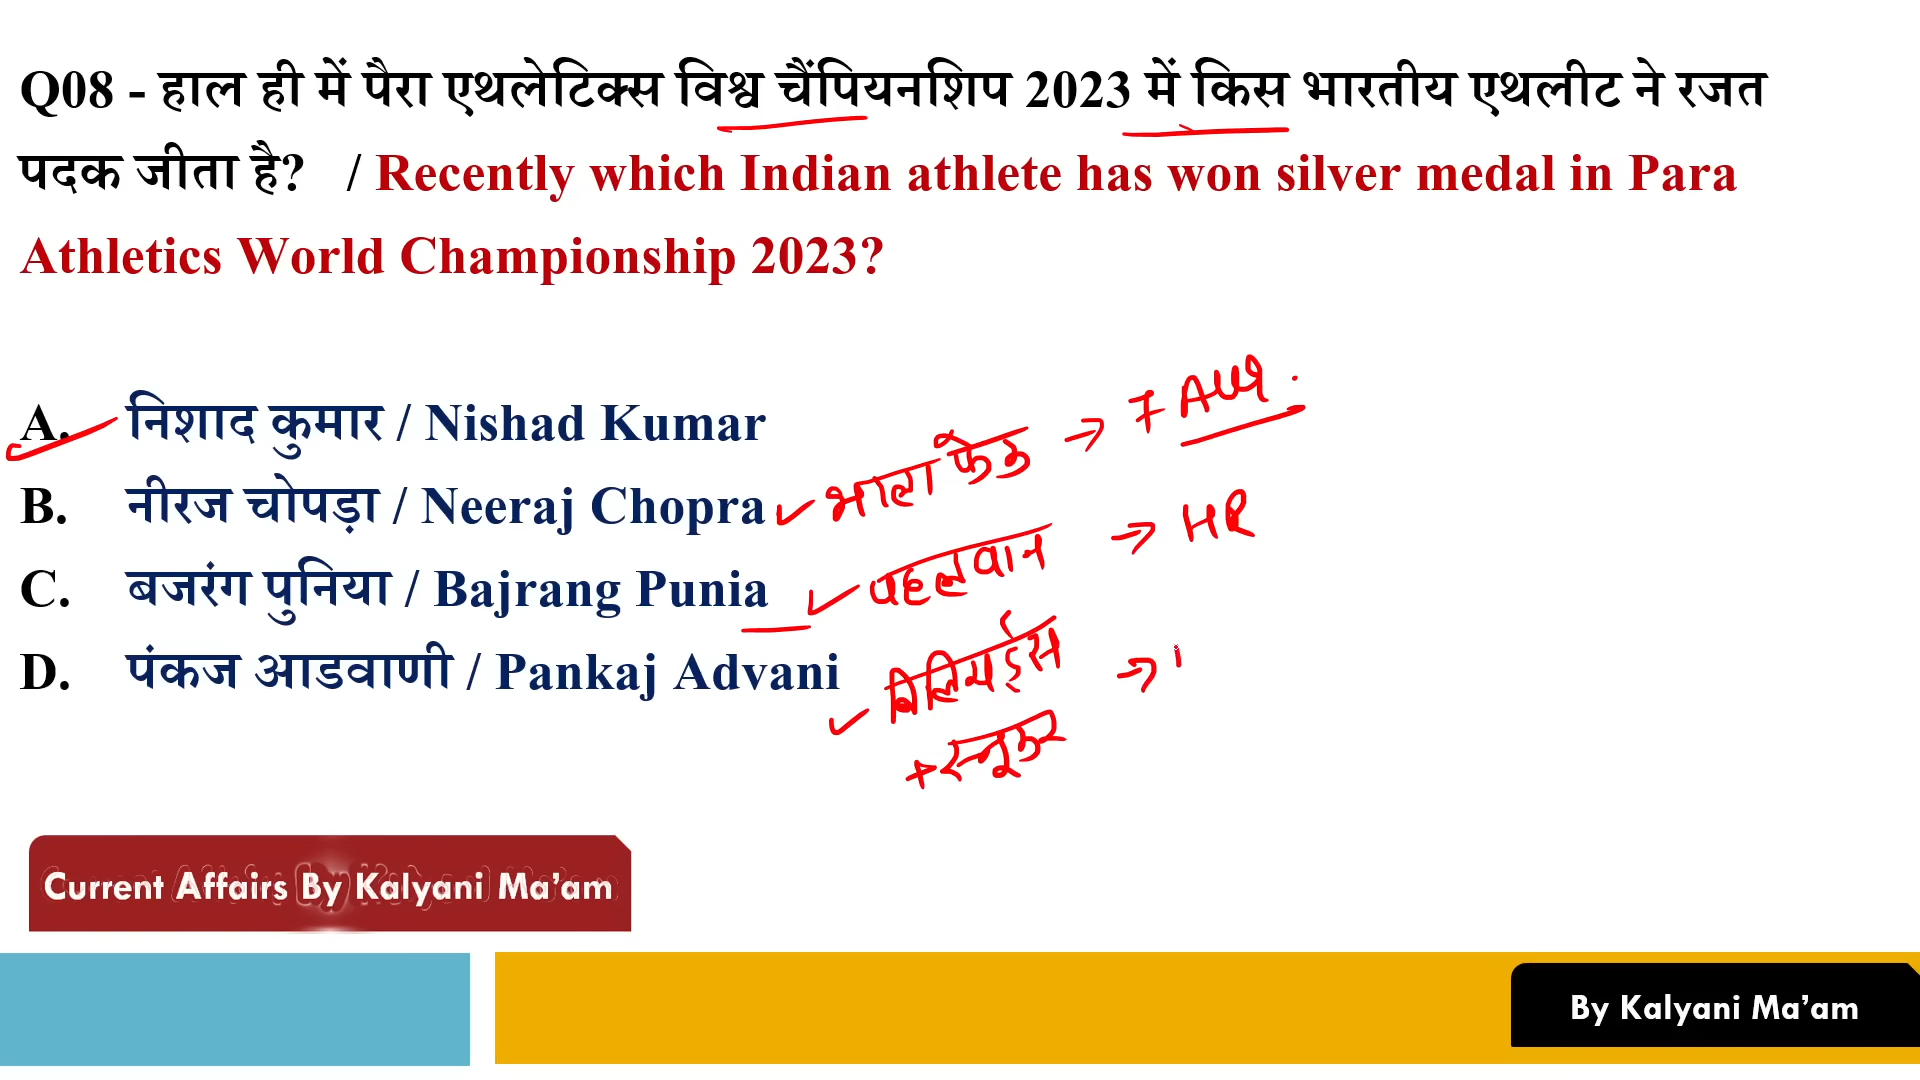 Q08 - हाल ही में पैरा एथलेटिक्स विश्व चैंपियनशिप 2023 में किस भारतीय एथलीट ने रजत
पदक जीता है? / Recently which Indian athlete has won silver medal in Para
Athletics World Championship 2023?
A. निशाद कुमार / Nishad Kumar
B. नीरज चोपड़ा / Neeraj Chopra भाला फेंक → 7 Aug.
C. बजरंग पुनिया / Bajrang Punia पहलवान → HR
D. पंकज आडवाणी / Pankaj Advani बिलियर्ड्स →
+ स्नूकर
Current Affairs By Kalyani Ma'am
By Kalyani Ma'am